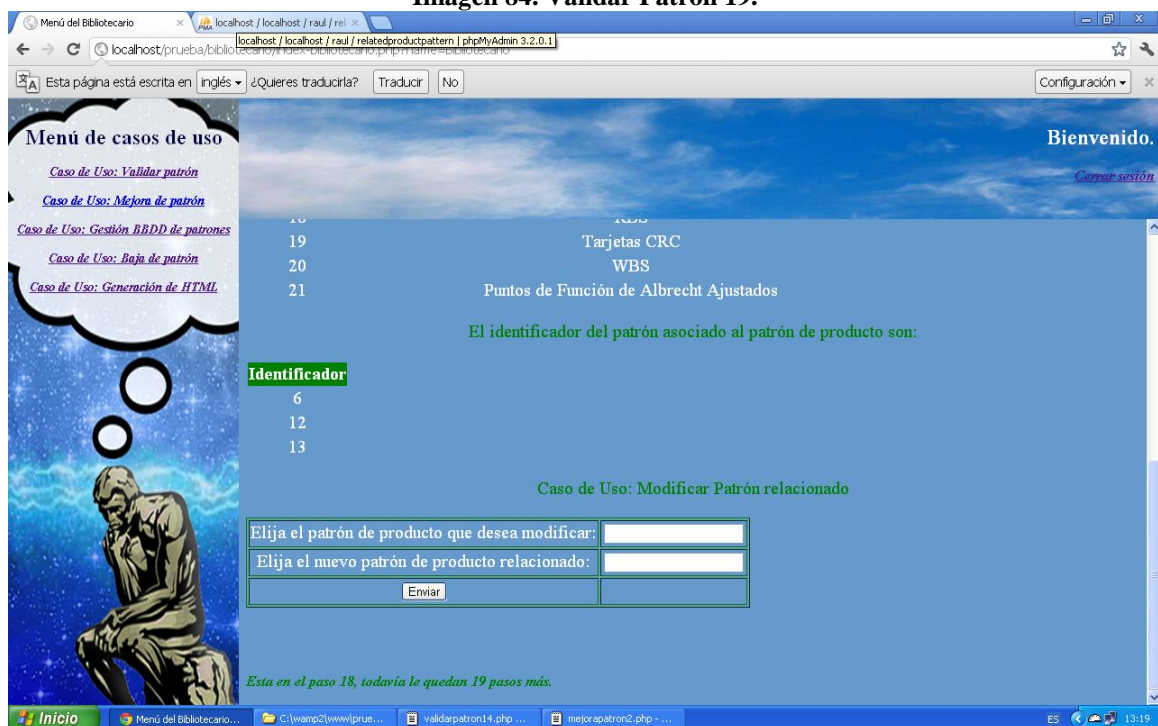 Imagen 84. Validar Patrón 19.
Menú del Bibliotecario
localhost / localhost / raul / rel
localhost / localhost / raul / relatedproductpattern | phpMyAdmin 3.2.0.1
localhost/prueba/bibliotecario/index-bibliotecario.php?name=Bibliotecario
Esta página está escrita en inglés ¿Quieres traducirla? Traducir No Configuración
Menú de casos de uso
Caso de Uso: Validar patrón
Caso de Uso: Mejora de patrón
Caso de Uso: Gestión BBDD de patrones
Caso de Uso: Baja de patrón
Caso de Uso: Generación de HTML
Bienvenido.
Cerrar sesión
18 RBS
19 Tarjetas CRC
20 WBS
21 Puntos de Función de Albrecht Ajustados
El identificador del patrón asociado al patrón de producto son:
Identificador
6
12
13
Caso de Uso: Modificar Patrón relacionado
Elija el patrón de producto que desea modificar:
Elija el nuevo patrón de producto relacionado:
Enviar
Esta en el paso 18, todavía le quedan 19 pasos más.
Inicio Menú del Bibliotecario... C:\wamp2\www\prue... validarpatron14.php ... mejorapatron2.php - ... ES 13:19